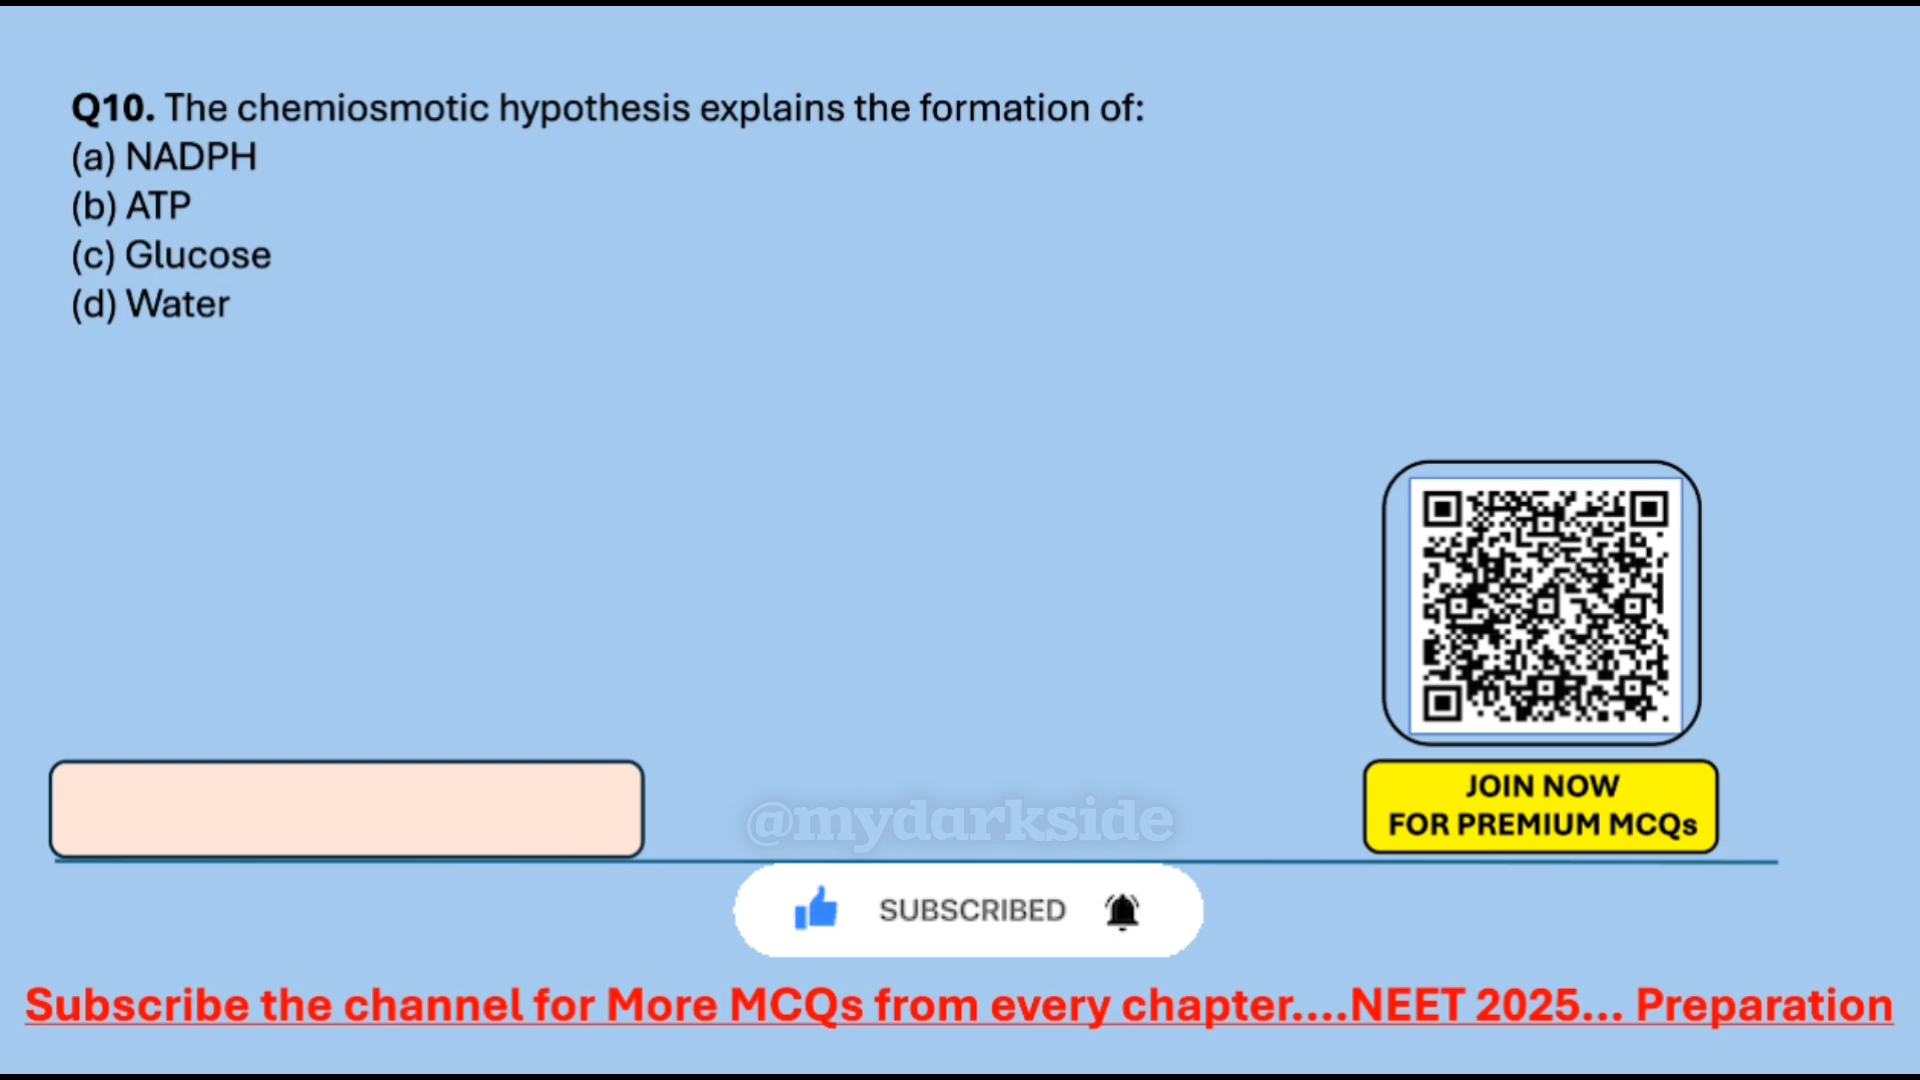 Q10. The chemiosmotic hypothesis explains the formation of:
(a) NADPH
(b) ATP
(c) Glucose
(d) Water
JOIN NOW
FOR PREMIUM MCQs
@mydarkside
SUBSCRIBED
Subscribe the channel for More MCQs from every chapter....NEET 2025... Preparation